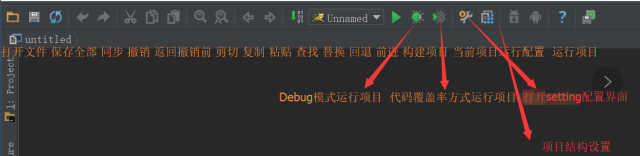 Unnamed
untitled
打开文件 保存全部 同步 撤销 返回撤销前 剪切 复制 粘贴 查找 替换 回退 前进 构建项目 当前项目运行配置 运行项目
1: Project
Debug模式运行项目 代码覆盖率方式运行项目 打开setting配置界面
项目结构设置